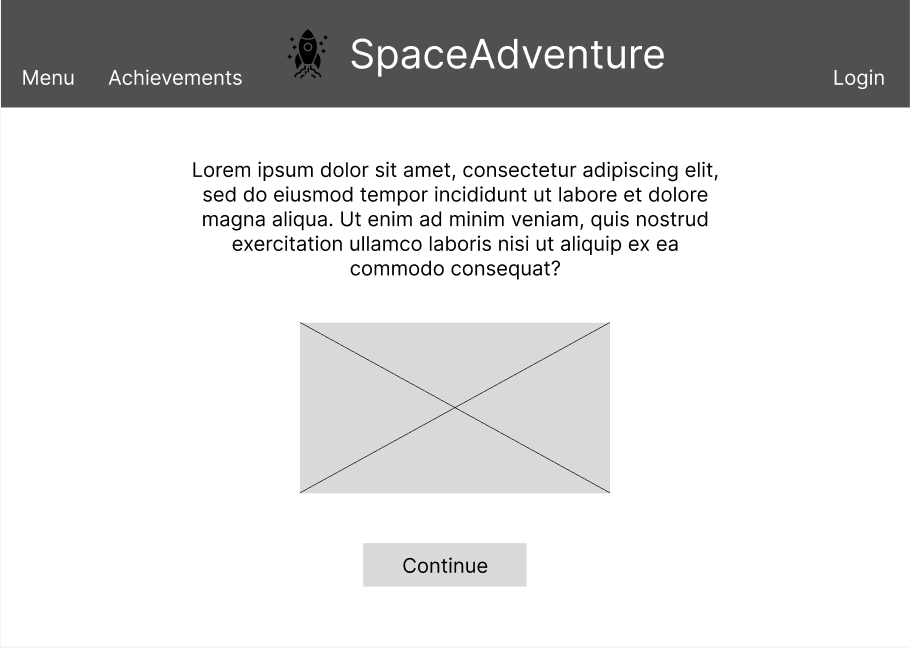 SpaceAdventure
Menu
Achievements
Login
Lorem ipsum dolor sit amet, consectetur adipiscing elit,
sed do eiusmod tempor incididunt ut labore et dolore
magna aliqua. Ut enim ad minim veniam, quis nostrud
exercitation ullamco laboris nisi ut aliquip ex ea
commodo consequat?
Continue